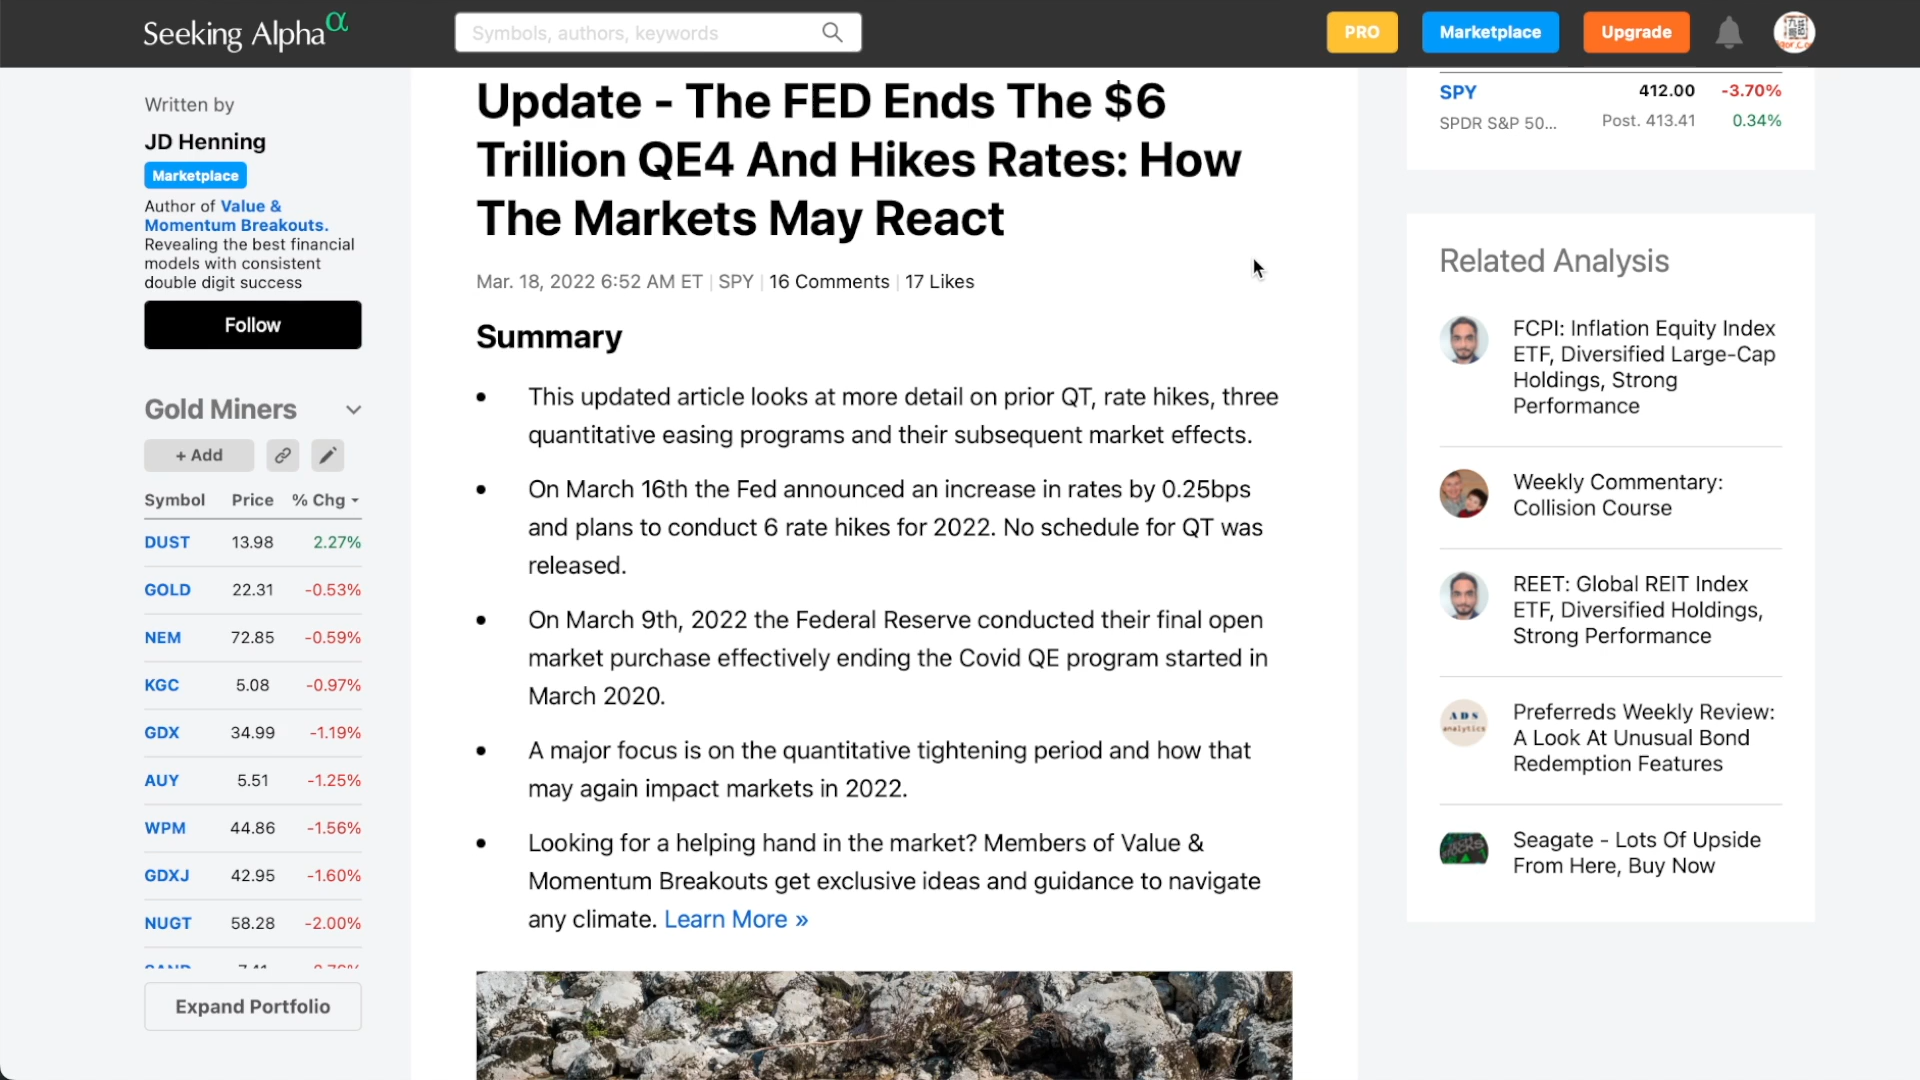 Seeking Alpha α
Symbols, authors, keywords
PRO
Marketplace
Upgrade
Written by
JD Henning
Marketplace
Author of Value &
Momentum Breakouts.
Revealing the best financial
models with consistent
double digit success
Follow
Gold Miners
+ Add
Symbol Price % Chg
DUST 13.98 2.27%
GOLD 22.31 -0.53%
NEM 72.85 -0.59%
KGC 5.08 -0.97%
GDX 34.99 -1.19%
AUY 5.51 -1.25%
WPM 44.86 -1.56%
GDXJ 42.95 -1.60%
NUGT 58.28 -2.00%
Expand Portfolio
Update - The FED Ends The $6
Trillion QE4 And Hikes Rates: How
The Markets May React
Mar. 18, 2022 6:52 AM ET | SPY | 16 Comments | 17 Likes
Summary
• This updated article looks at more detail on prior QT, rate hikes, three
quantitative easing programs and their subsequent market effects.
• On March 16th the Fed announced an increase in rates by 0.25bps
and plans to conduct 6 rate hikes for 2022. No schedule for QT was
released.
• On March 9th, 2022 the Federal Reserve conducted their final open
market purchase effectively ending the Covid QE program started in
March 2020.
• A major focus is on the quantitative tightening period and how that
may again impact markets in 2022.
• Looking for a helping hand in the market? Members of Value &
Momentum Breakouts get exclusive ideas and guidance to navigate
any climate. Learn More »
SPY 412.00 -3.70%
SPDR S&P 50... Post. 413.41 0.34%
Related Analysis
FCPI: Inflation Equity Index
ETF, Diversified Large-Cap
Holdings, Strong
Performance
Weekly Commentary:
Collision Course
REET: Global REIT Index
ETF, Diversified Holdings,
Strong Performance
ADS
analytics
Preferreds Weekly Review:
A Look At Unusual Bond
Redemption Features
Seagate - Lots Of Upside
From Here, Buy Now